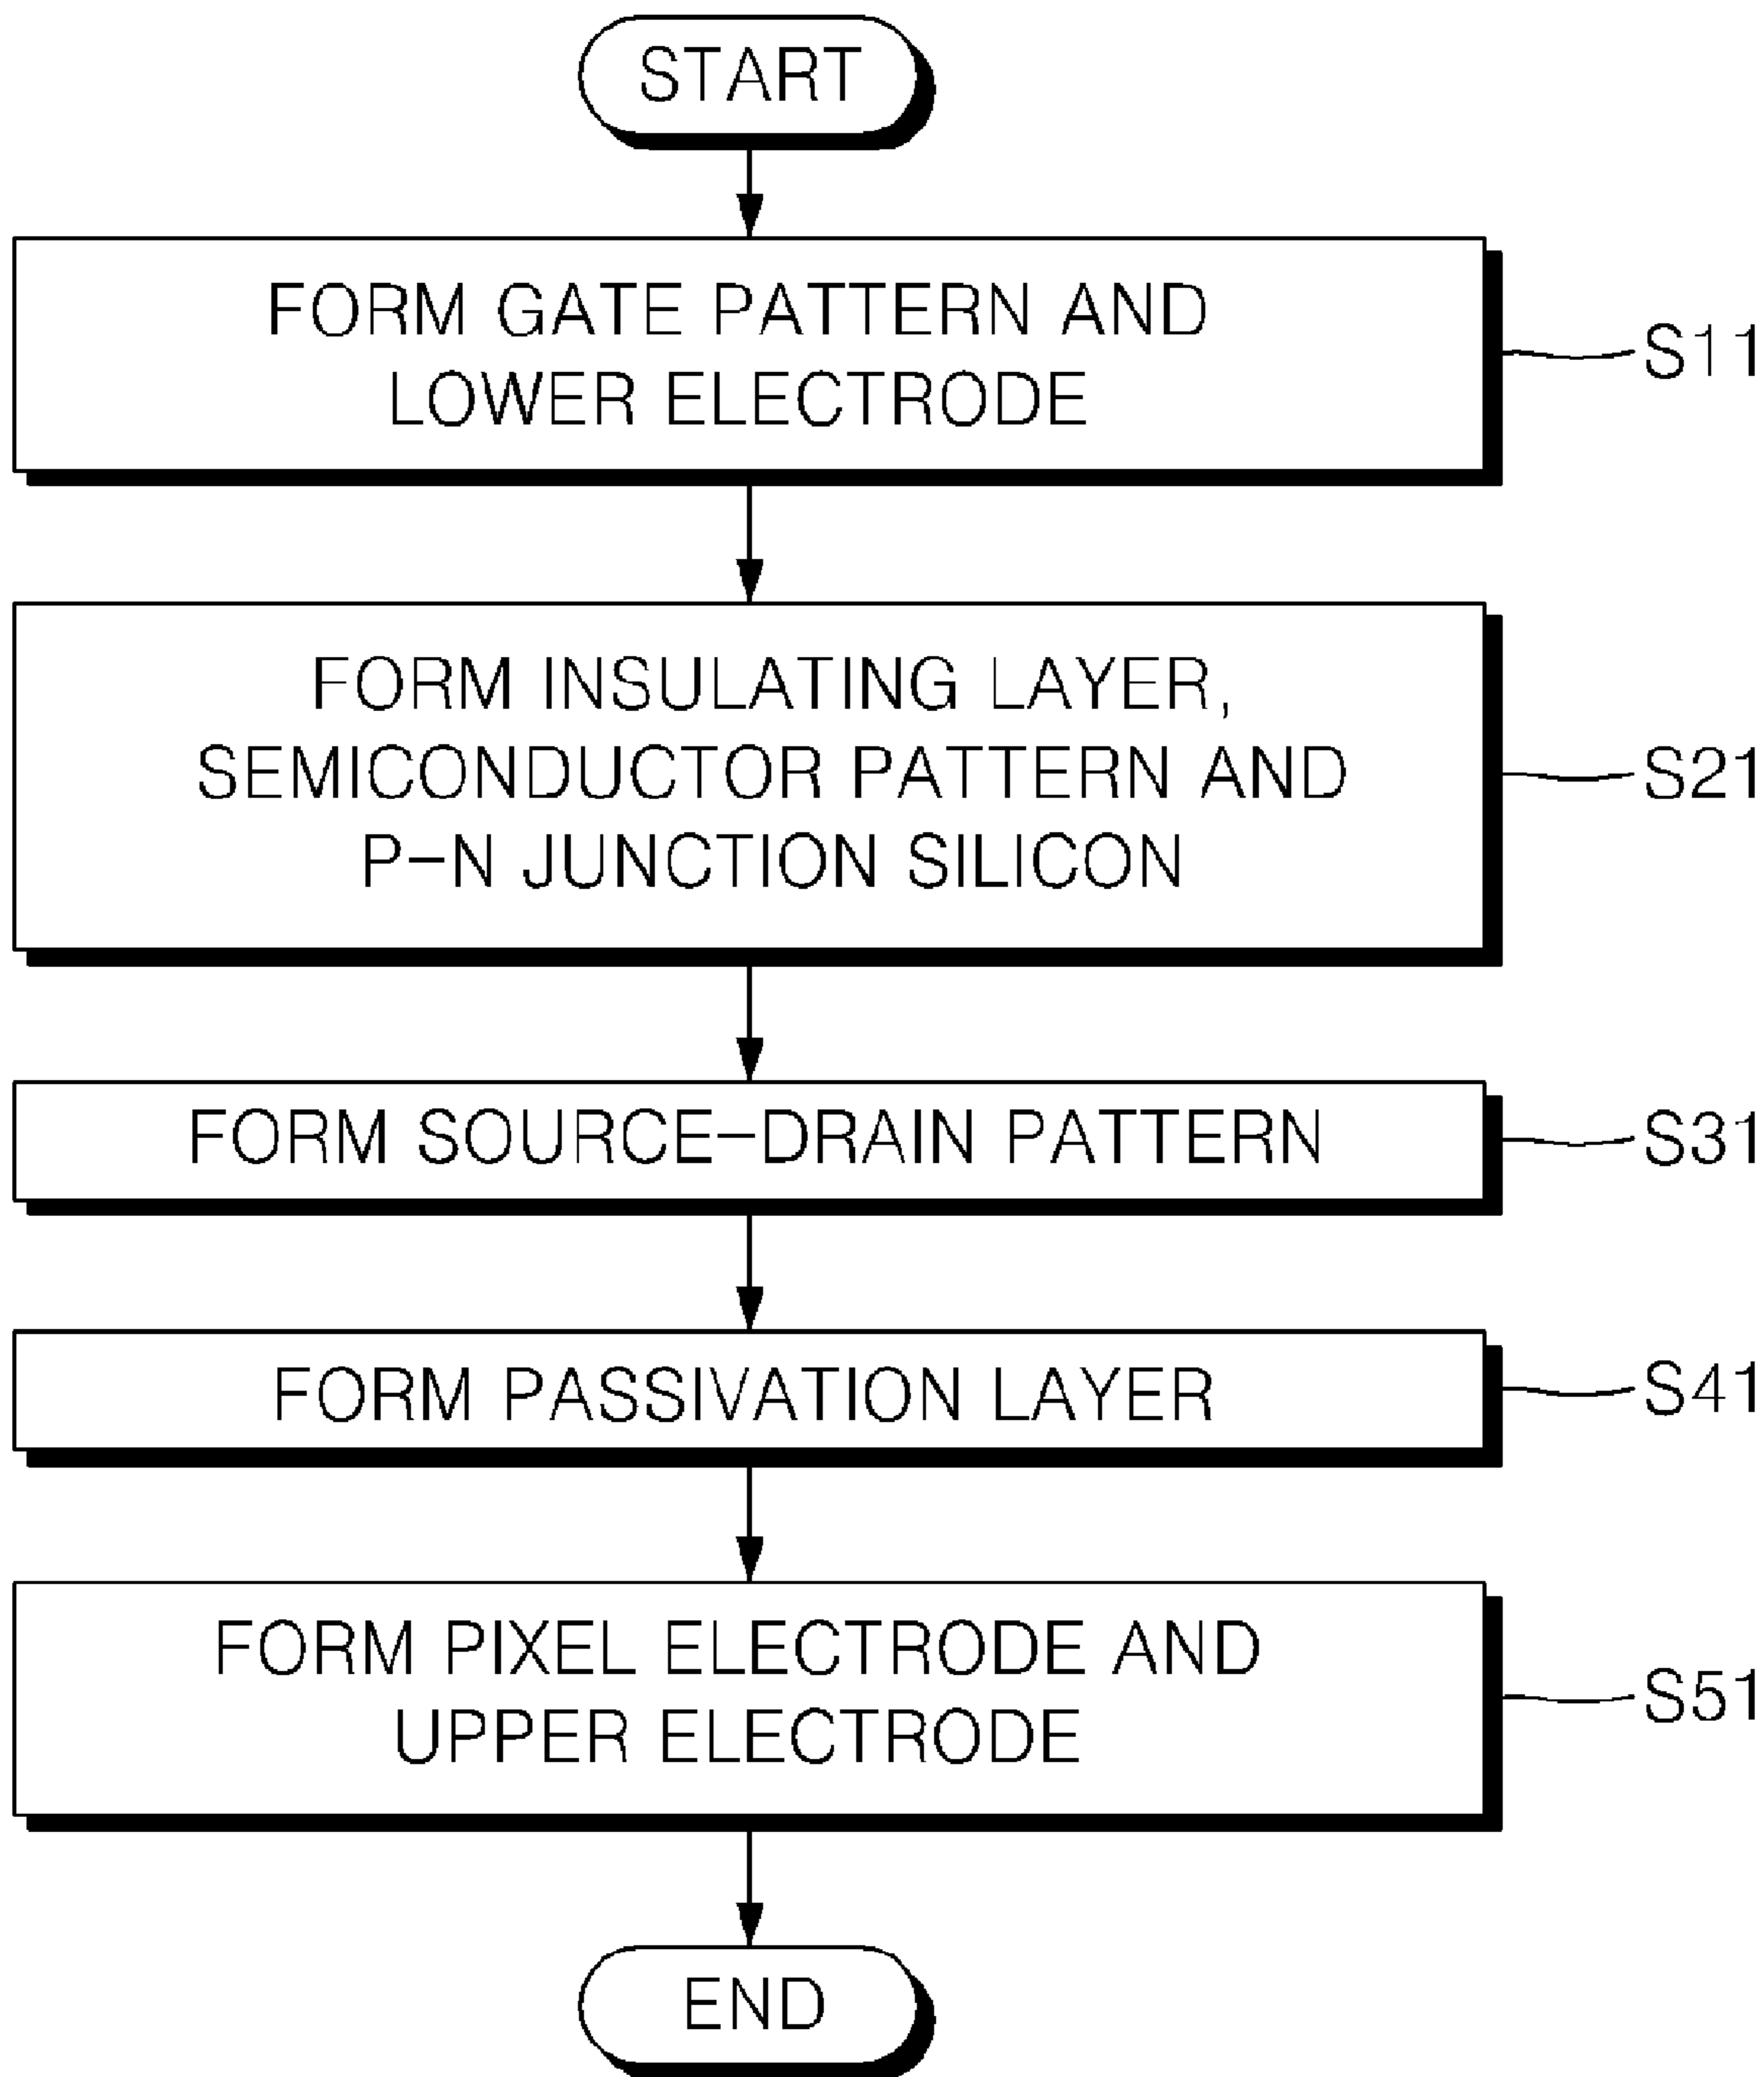 START
FORM GATE PATTERN AND
LOWER ELECTRODE
S11
FORM INSULATING LAYER,
SEMICONDUCTOR PATTERN AND
P-N JUNCTION SILICON
S21
FORM SOURCE-DRAIN PATTERN
S31
FORM PASSIVATION LAYER
S41
FORM PIXEL ELECTRODE AND
UPPER ELECTRODE
S51
END